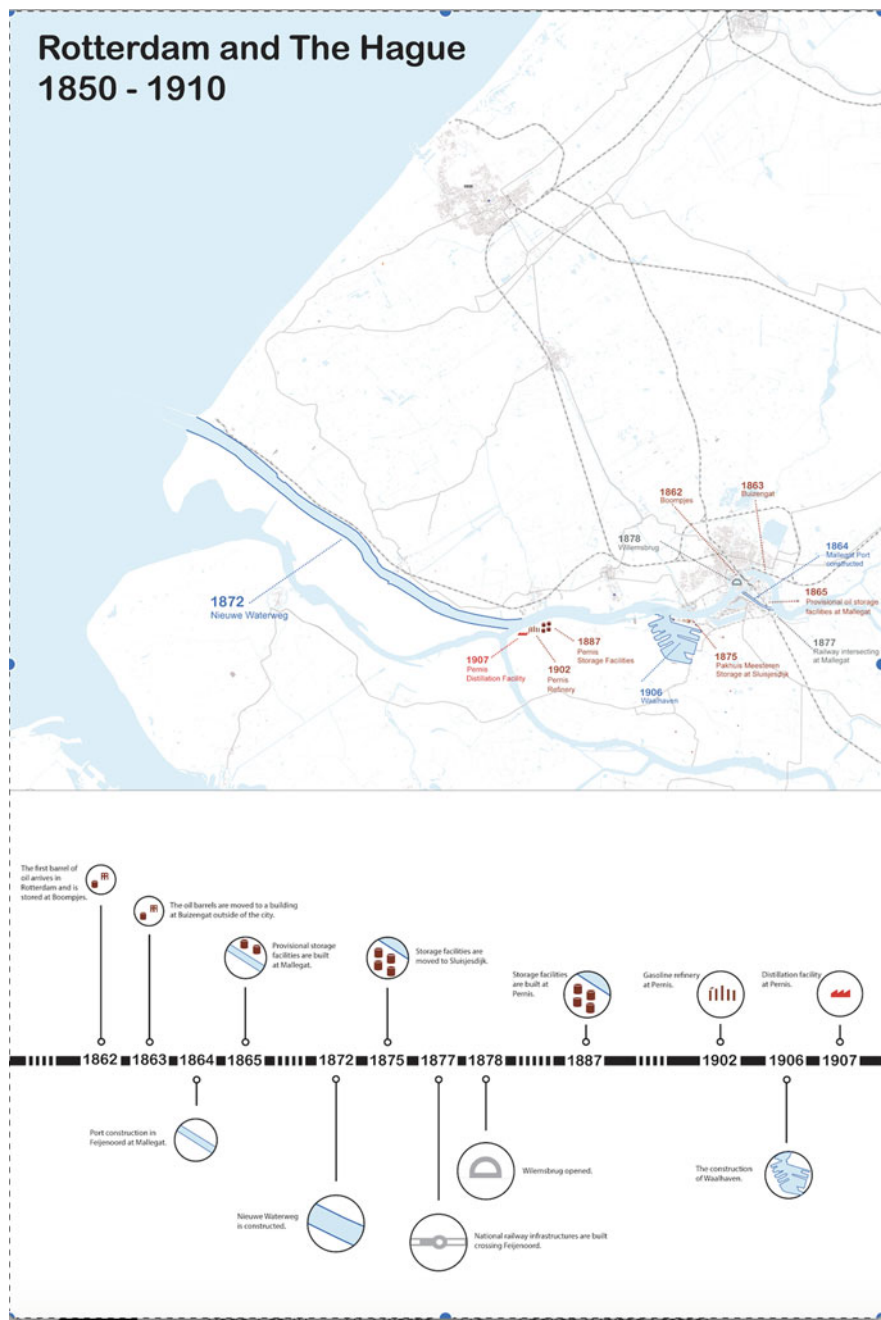 Rotterdam and The Hague
1850 - 1910
1862
Boompjes
1863
Buizengat
1878
Willemsbrug
1864
Mallegat Port
constructed
1865
Provisional oil storage
facilities at Mallegat
1872
Nieuwe Waterweg
1887
Pernis
Storage Facilities
1907
Pernis
Distillation Facility
1902
Pernis
Refinery
1875
Pakhuis Meesteren
Storage at Sluisjesdijk
1877
Railway intersecting
at Mallegat
1906
Waalhaven
The first barrel of
oil arrives in
Rotterdam and is
stored at Boompjes.
The oil barrels are moved to a building
at Buizengat outside of the city.
Provisional storage
facilities are built
at Mallegat.
Storage facilities are
moved to Sluinjesdijk.
Storage facilities
are built at
Pernis.
Gasoline refinery
at Pernis.
Distillation facility
at Pernis.
1862 1863 1864 1865 1872 1875 1877 1878 1887 1902 1906 1907
Port construction in
Feijenoord at Mallegat.
Nieuwe Waterweg
is constructed.
National railway infrastructures are built
crossing Feijenoord.
Wilemsbrug opened.
The construction
of Waalhaven.